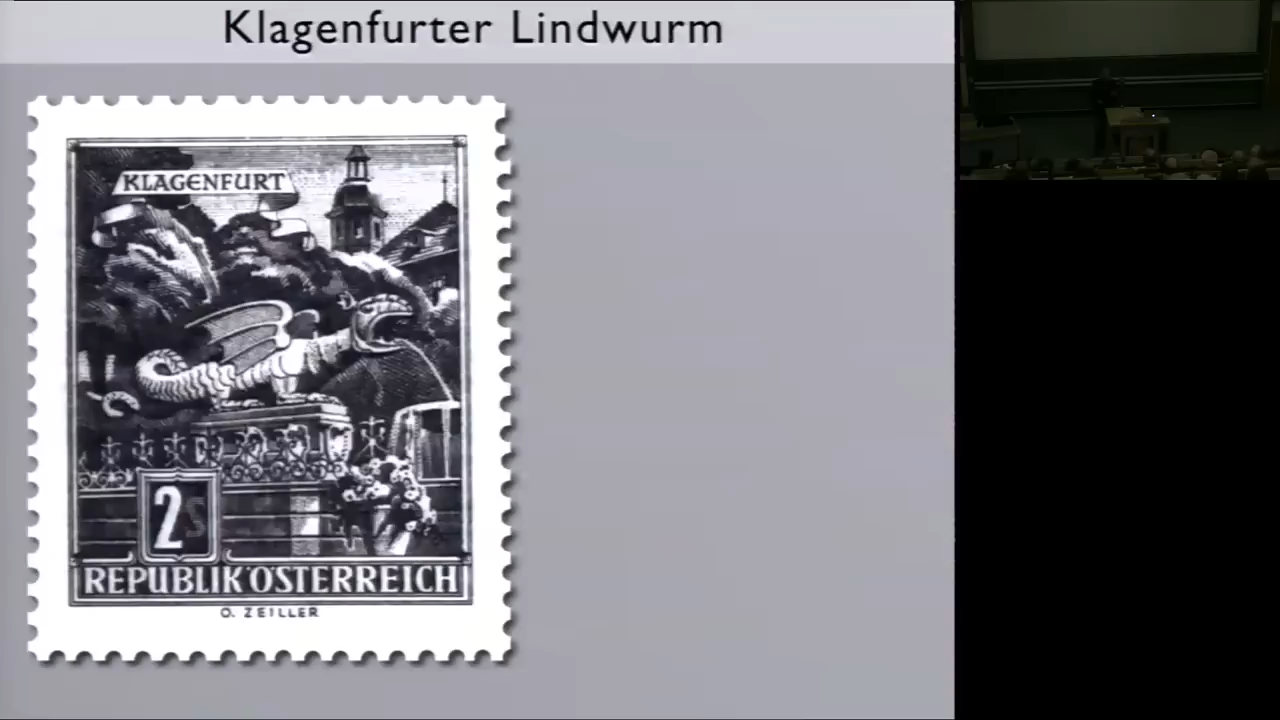 Klagenfurter Lindwurm
KLAGENFURT
2S
REPUBLIK ÖSTERREICH
O. ZEILLER